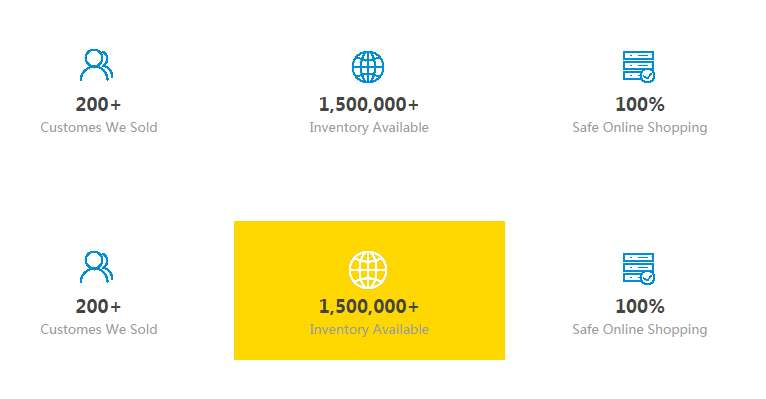 200+ 1,500,000+ 100%
Customes We Sold Inventory Available Safe Online Shopping
200+ 1,500,000+ 100%
Customes We Sold Inventory Available Safe Online Shopping